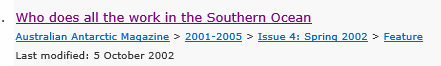 . Who does all the work in the Southern Ocean
Australian Antarctic Magazine > 2001-2005 > Issue 4: Spring 2002 > Feature
Last modified: 5 October 2002